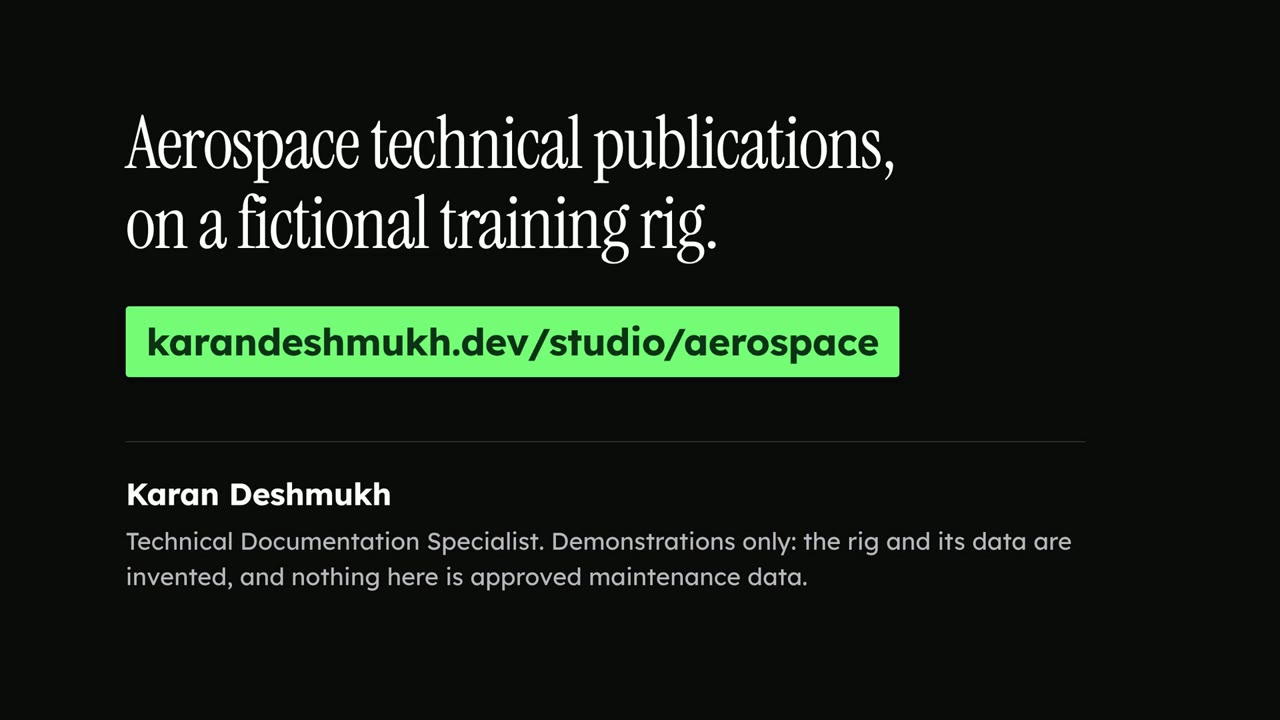 Aerospace technical publications,
on a fictional training rig.
karandeshmukh.dev/studio/aerospace
Karan Deshmukh
Technical Documentation Specialist. Demonstrations only: the rig and its data are
invented, and nothing here is approved maintenance data.